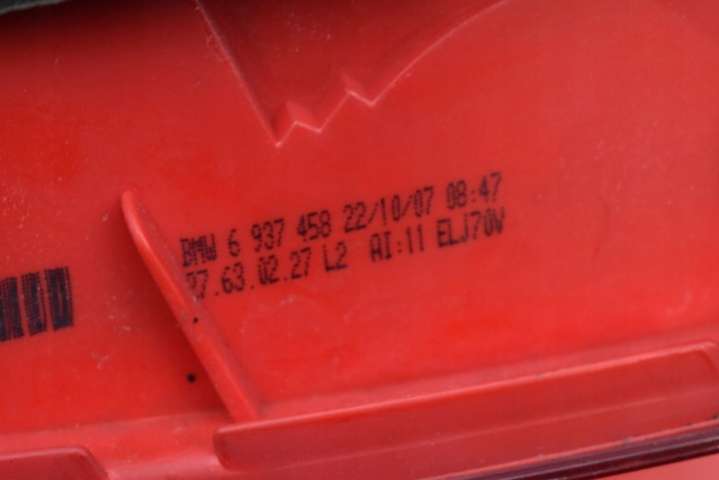 BMW 6 937 458 22/10/07 08:47
27.63.02.27 L2 AI:11 ELJ70V